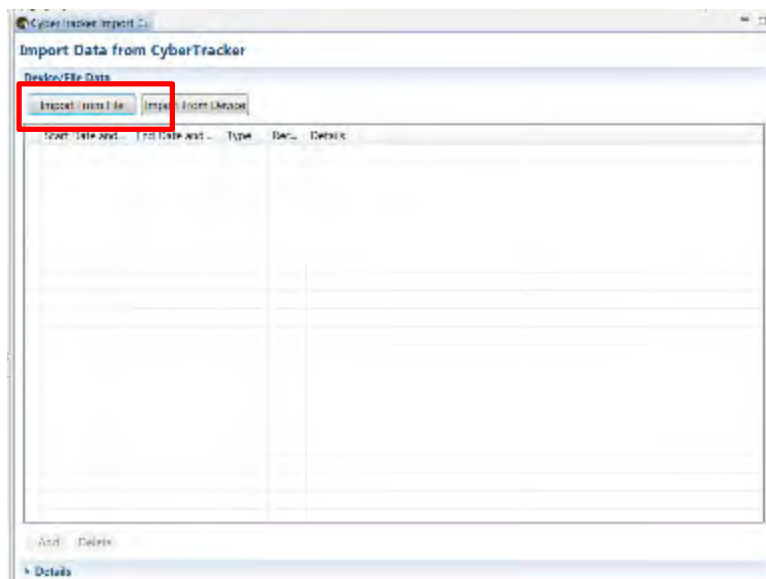 CyberTracker Import
Import Data from CyberTracker
Device/File Data
Import From File Import From Device
Start Date and... End Date and... Type Rec... Details
Add Delete
Details